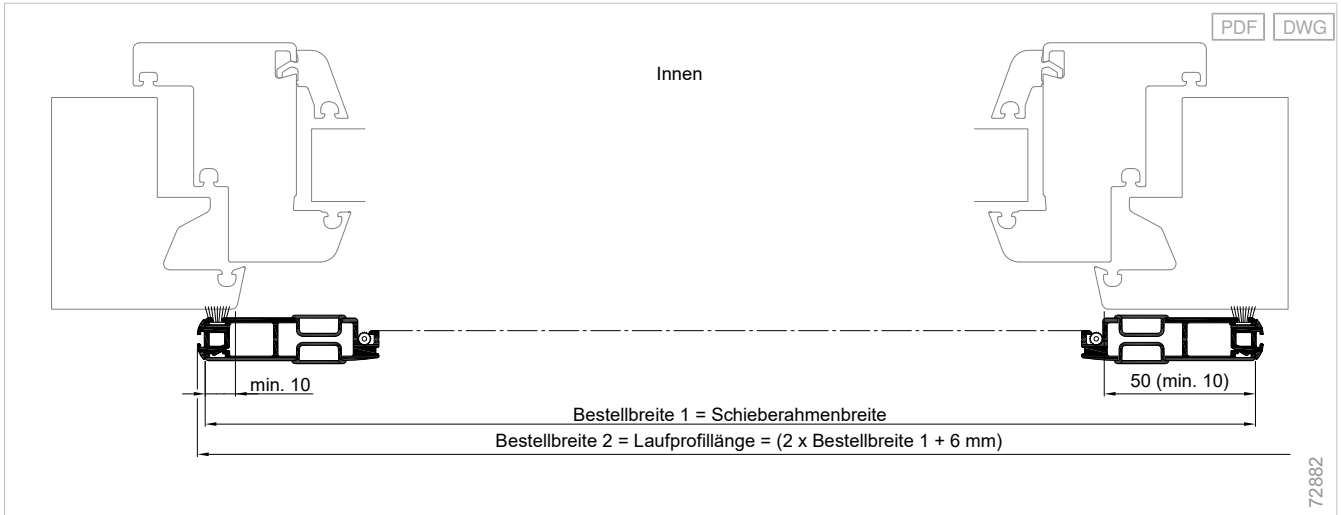 PDF DWG
Innen
min. 10
50 (min. 10)
Bestellbreite 1 = Schieberahmenbreite
Bestellbreite 2 = Laufprofillänge = (2 x Bestellbreite 1 + 6 mm)
72882